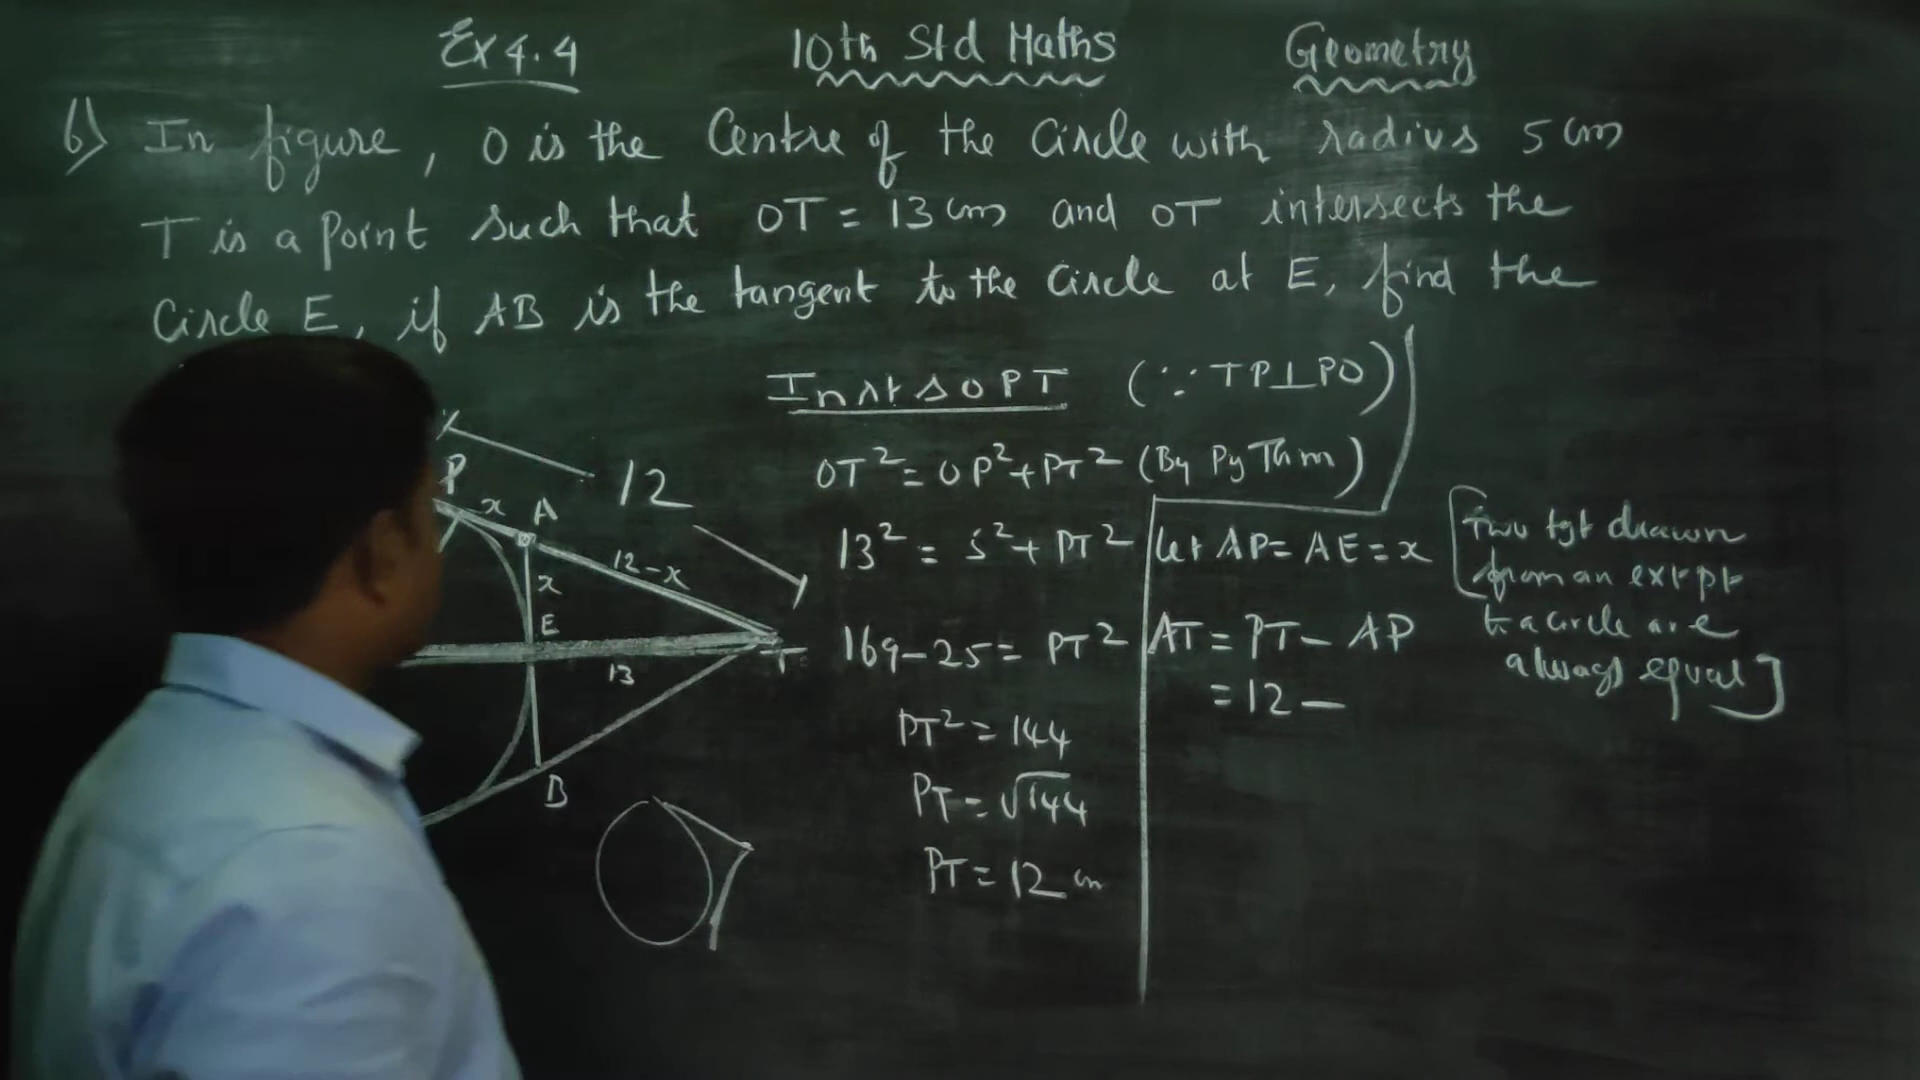 Ex 4.4 10th Std Maths Geometry
6) In figure, O is the Centre of the Circle with radius 5 cm
T is a point such that OT = 13 cm and OT intersects the
Circle E, if AB is the tangent to the Circle at E, find the
In rt Δ OPT (∵ TP⊥PO)
OT² = OP² + PT² (By Py Thm)
13² = 5² + PT²
169-25 = PT²
PT² = 144
PT = √144
PT = 12 cm
let AP = AE = x
[Two tgt drawn
from an ext pt
to a circle are
always equal]
AT = PT - AP
= 12 -
P
x
A
12
12-x
x
E
13
T
B